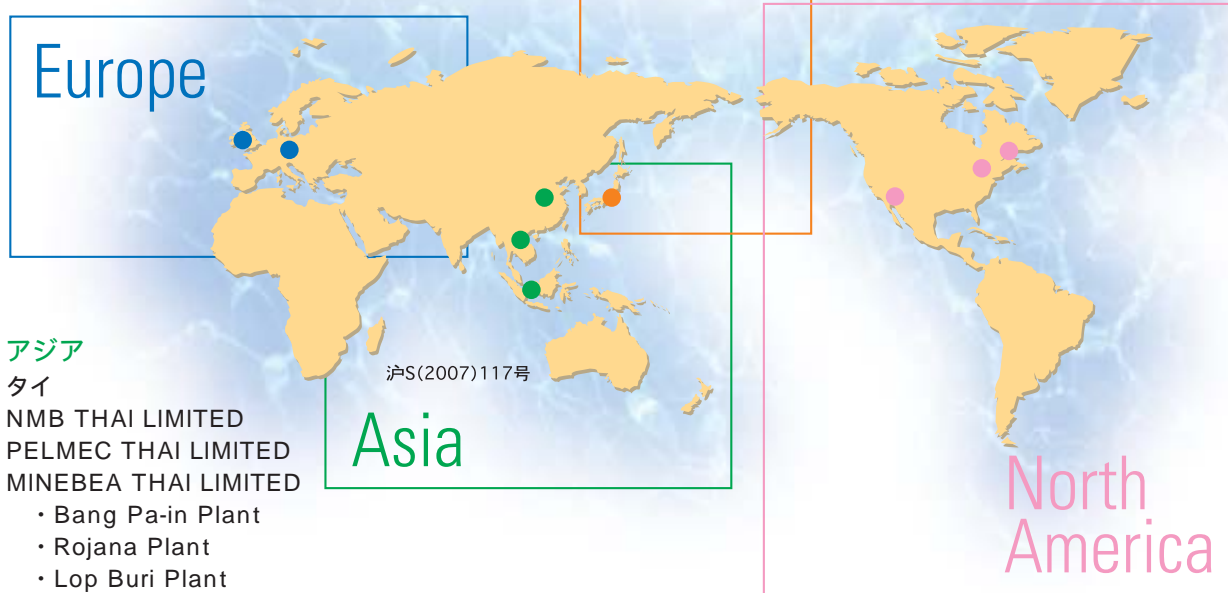 Europe
アジア
タイ
NMB THAI LIMITED
PELMEC THAI LIMITED
MINEBEA THAI LIMITED
・Bang Pa-in Plant
・Rojana Plant
・Lop Buri Plant
沪S(2007)117号
Asia
North
America